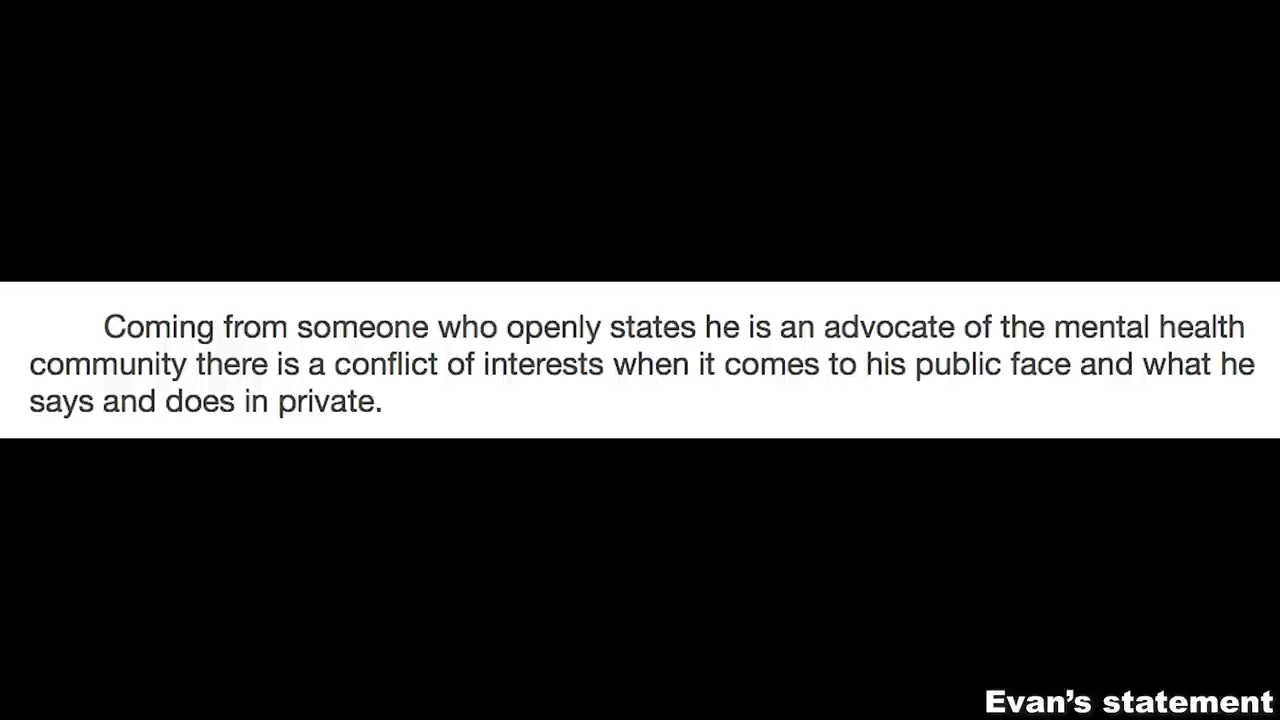 Coming from someone who openly states he is an advocate of the mental health
community there is a conflict of interests when it comes to his public face and what he
says and does in private.
Evan’s statement